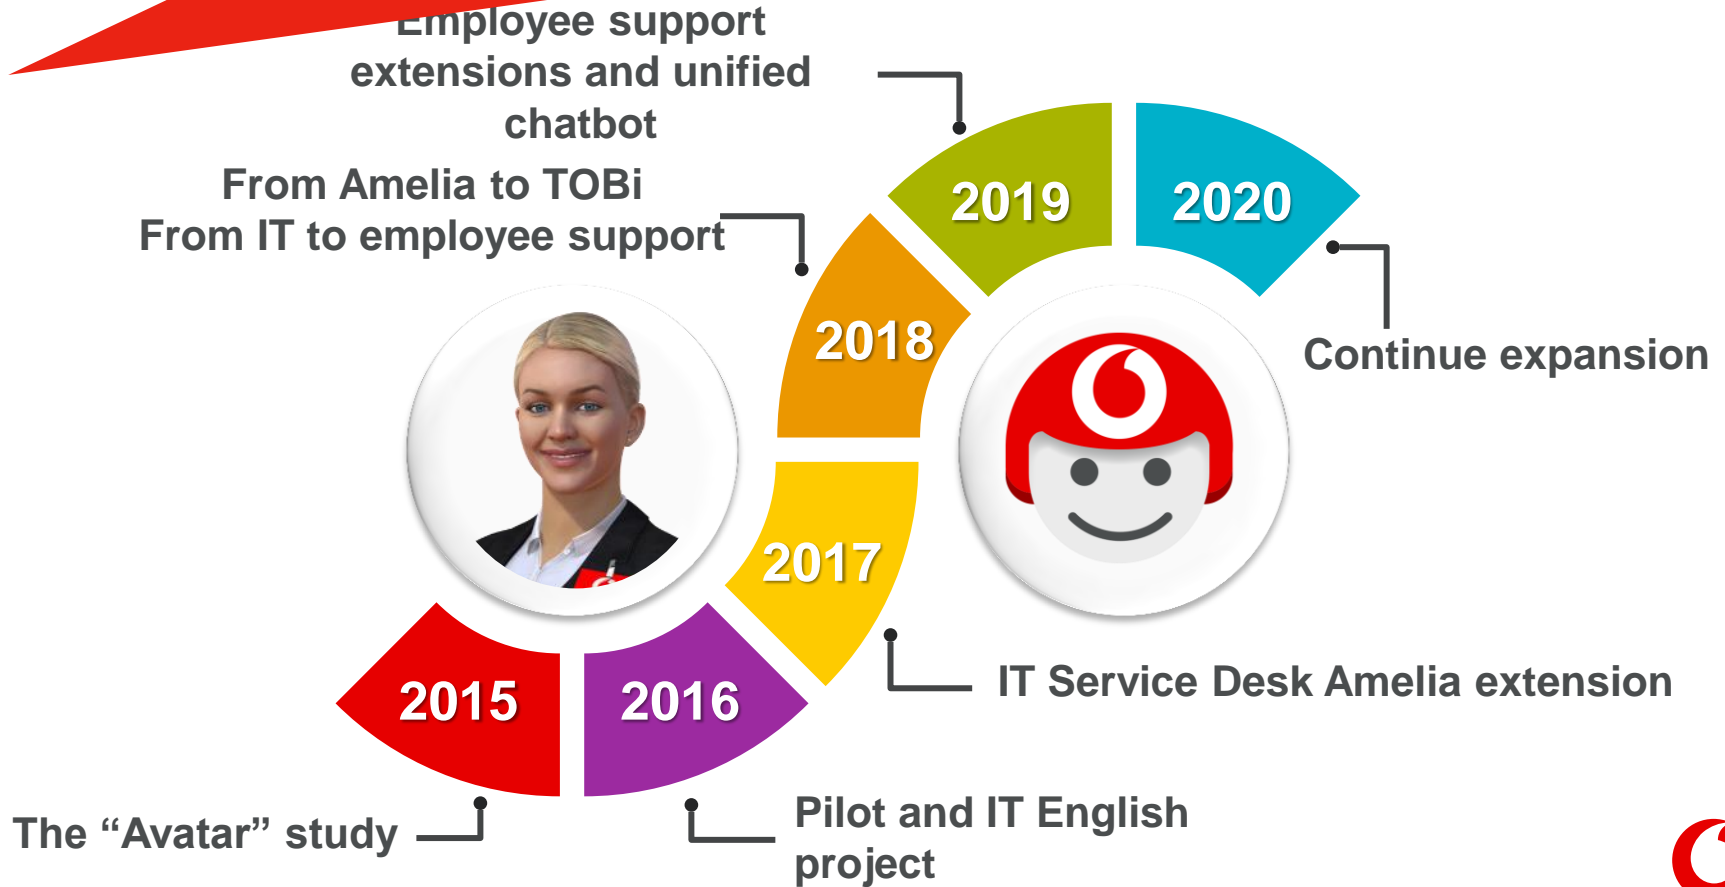 Employee support
extensions and unified
chatbot
From Amelia to TOBi
From IT to employee support
2019
2020
2018
Continue expansion
2017
IT Service Desk Amelia extension
2015
2016
The “Avatar” study
Pilot and IT English
project